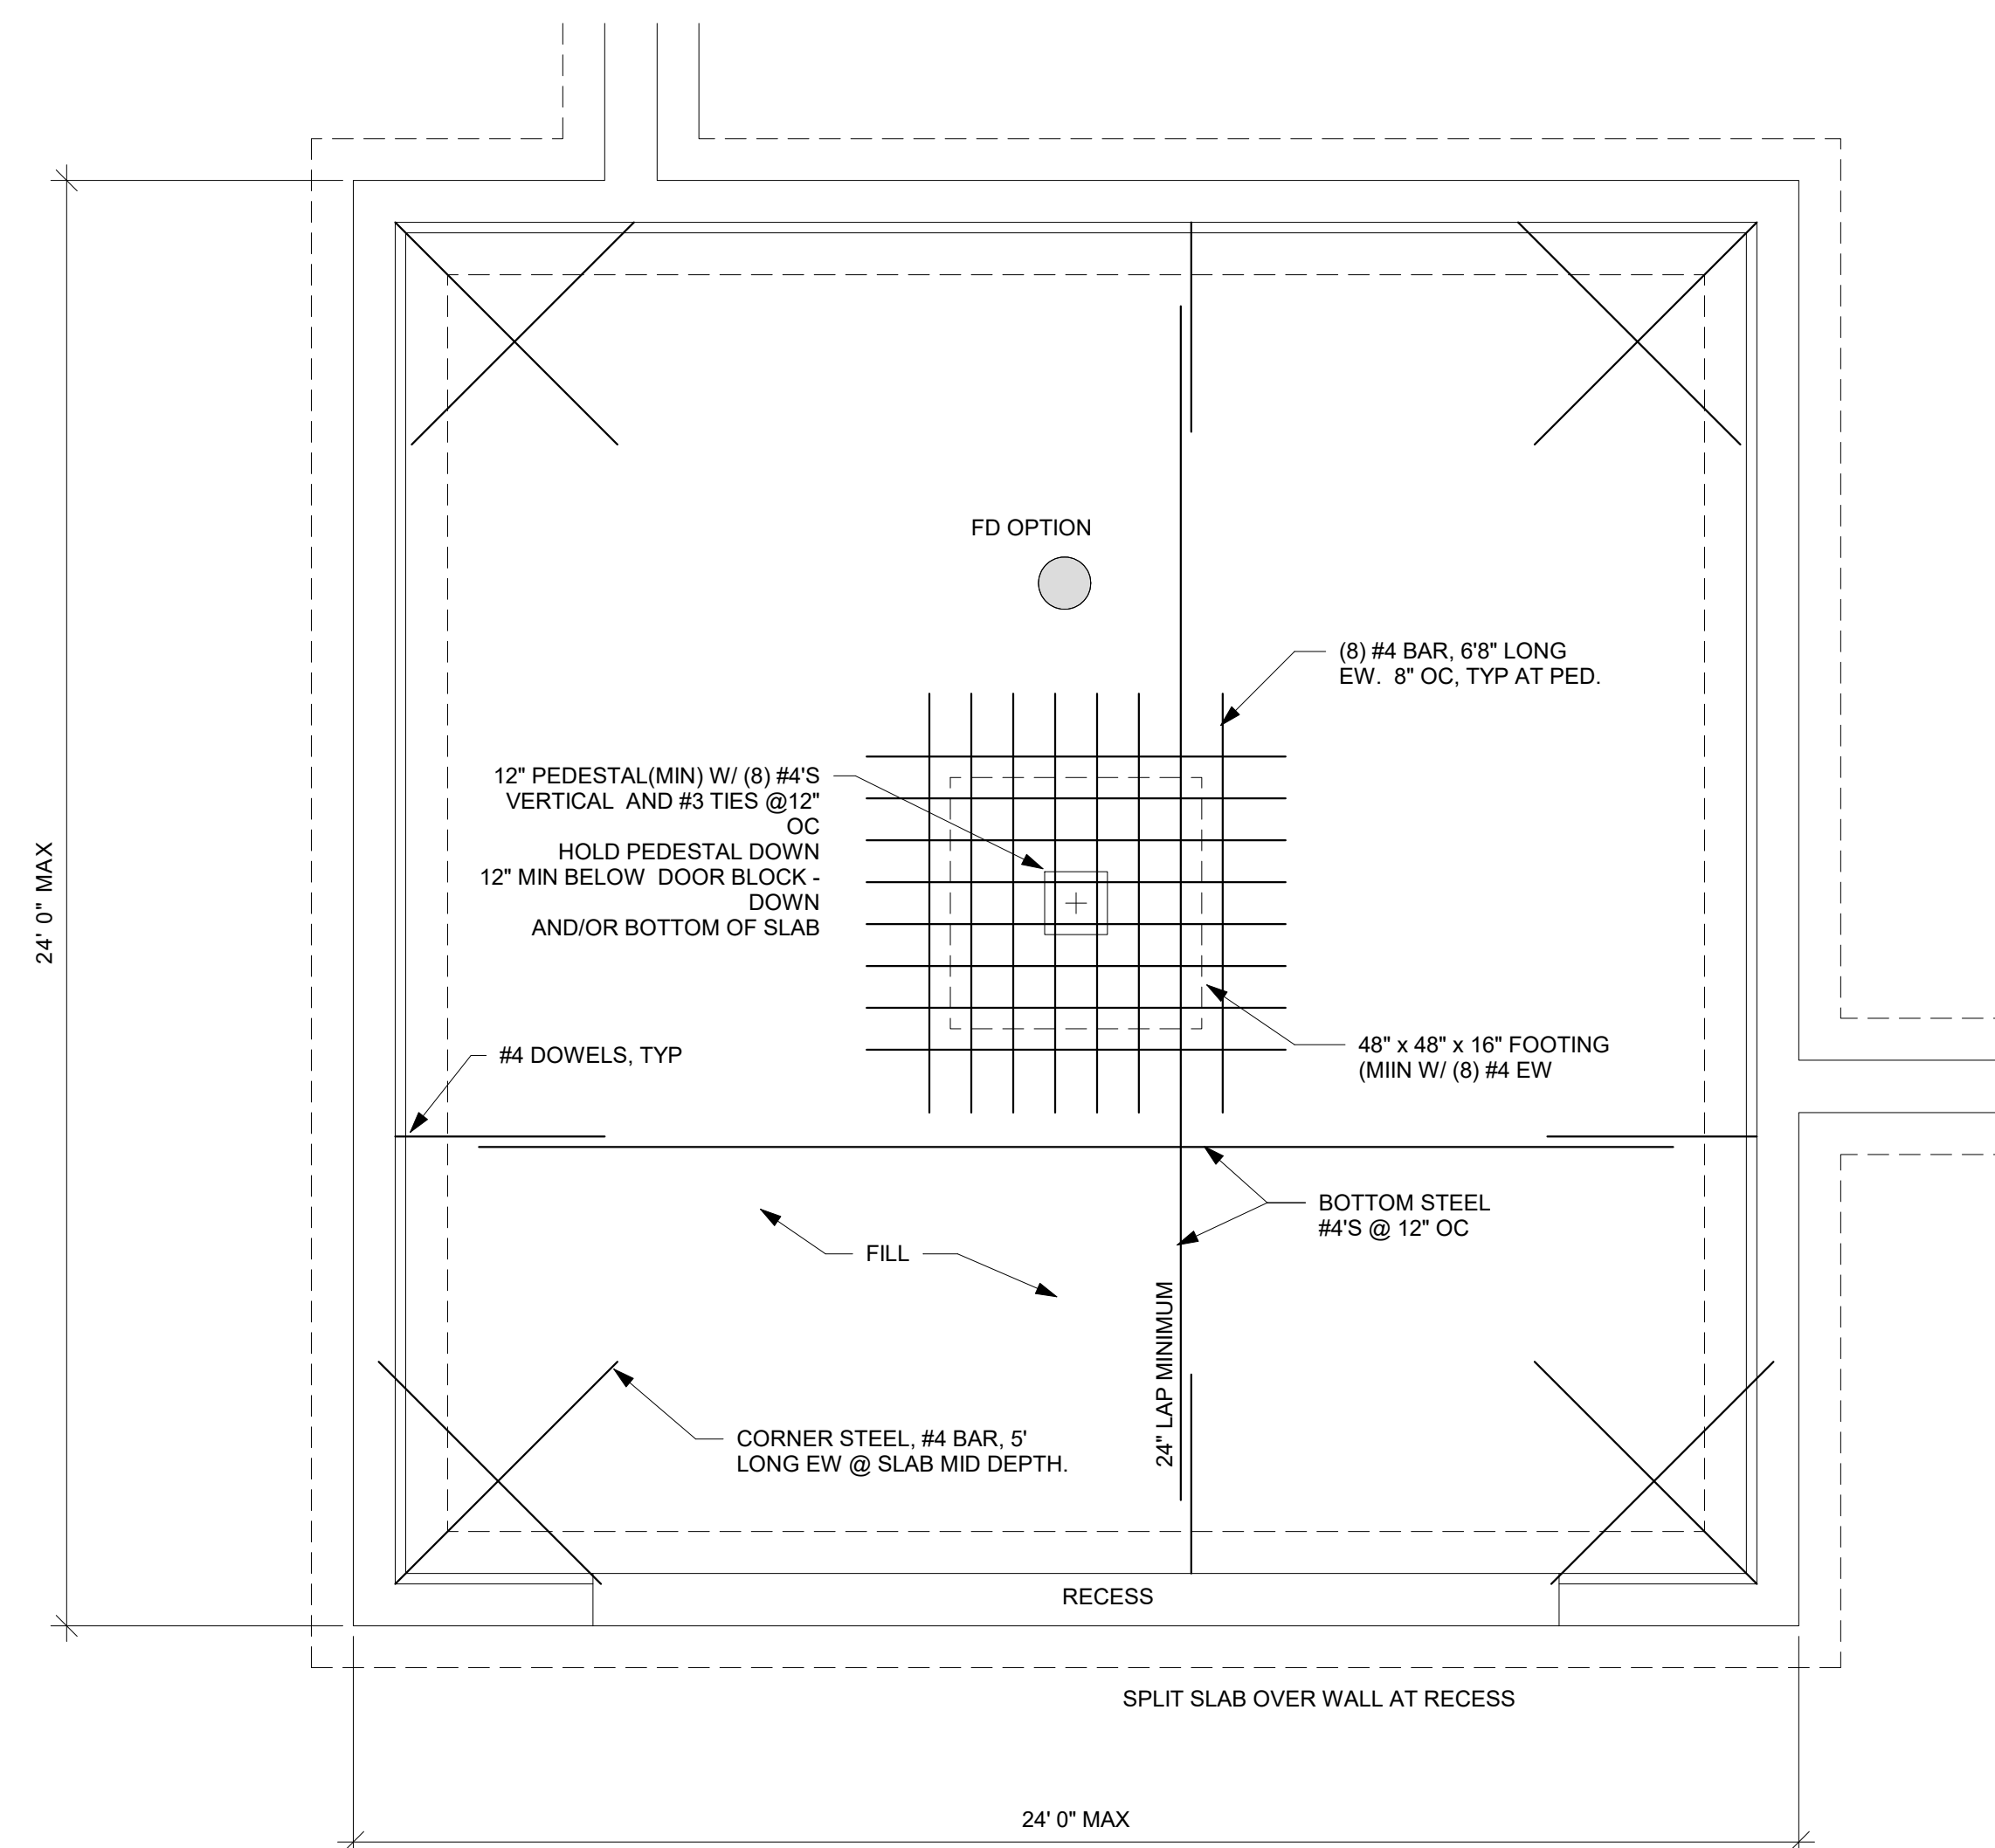 FD OPTION
(8) #4 BAR, 6'8" LONG
EW.  8" OC, TYP AT PED.
12" PEDESTAL(MIN) W/ (8) #4'S
VERTICAL  AND #3 TIES @12"
OC
HOLD PEDESTAL DOWN
12" MIN BELOW  DOOR BLOCK -
DOWN
AND/OR BOTTOM OF SLAB
24' 0" MAX
#4 DOWELS, TYP
48" x 48" x 16" FOOTING
(MIIN W/ (8) #4 EW
BOTTOM STEEL
#4'S @ 12" OC
FILL
24" LAP MINIMUM
CORNER STEEL, #4 BAR, 5'
LONG EW @ SLAB MID DEPTH.
RECESS
SPLIT SLAB OVER WALL AT RECESS
24' 0" MAX